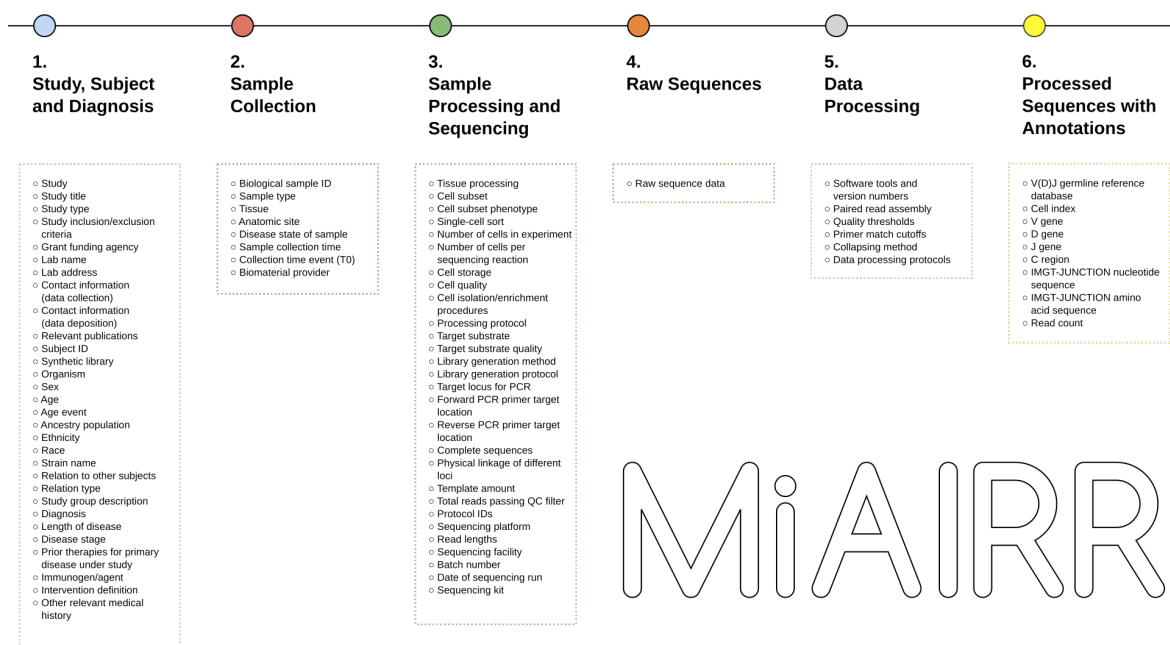 1.
Study, Subject
and Diagnosis
○ Study
○ Study title
○ Study type
○ Study inclusion/exclusion
criteria
○ Grant funding agency
○ Lab name
○ Lab address
○ Contact information
(data collection)
○ Contact information
(data deposition)
○ Relevant publications
○ Subject ID
○ Synthetic library
○ Organism
○ Sex
○ Age
○ Age event
○ Ancestry population
○ Ethnicity
○ Race
○ Strain name
○ Relation to other subjects
○ Relation type
○ Study group description
○ Diagnosis
○ Length of disease
○ Disease stage
○ Prior therapies for primary
disease under study
○ Immunogen/agent
○ Intervention definition
○ Other relevant medical
history
2.
Sample
Collection
○ Biological sample ID
○ Sample type
○ Tissue
○ Anatomic site
○ Disease state of sample
○ Sample collection time
○ Collection time event (T0)
○ Biomaterial provider
3.
Sample
Processing and
Sequencing
○ Tissue processing
○ Cell subset
○ Cell subset phenotype
○ Single-cell sort
○ Number of cells in experiment
○ Number of cells per
sequencing reaction
○ Cell storage
○ Cell quality
○ Cell isolation/enrichment
procedures
○ Processing protocol
○ Target substrate
○ Target substrate quality
○ Library generation method
○ Library generation protocol
○ Target locus for PCR
○ Forward PCR primer target
location
○ Reverse PCR primer target
location
○ Complete sequences
○ Physical linkage of different
loci
○ Template amount
○ Total reads passing QC filter
○ Protocol IDs
○ Sequencing platform
○ Read lengths
○ Sequencing facility
○ Batch number
○ Date of sequencing run
○ Sequencing kit
4.
Raw Sequences
○ Raw sequence data
5.
Data
Processing
○ Software tools and
version numbers
○ Paired read assembly
○ Quality thresholds
○ Primer match cutoffs
○ Collapsing method
○ Data processing protocols
6.
Processed
Sequences with
Annotations
○ V(D)J germline reference
database
○ Cell index
○ V gene
○ D gene
○ J gene
○ C region
○ IMGT-JUNCTION nucleotide
sequence
○ IMGT-JUNCTION amino
acid sequence
○ Read count
MiAIRR